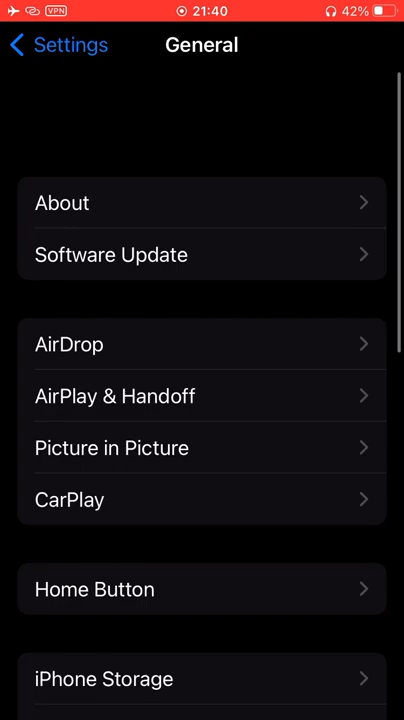 VPN 21:40 42%
Settings General
About
Software Update
AirDrop
AirPlay & Handoff
Picture in Picture
CarPlay
Home Button
iPhone Storage